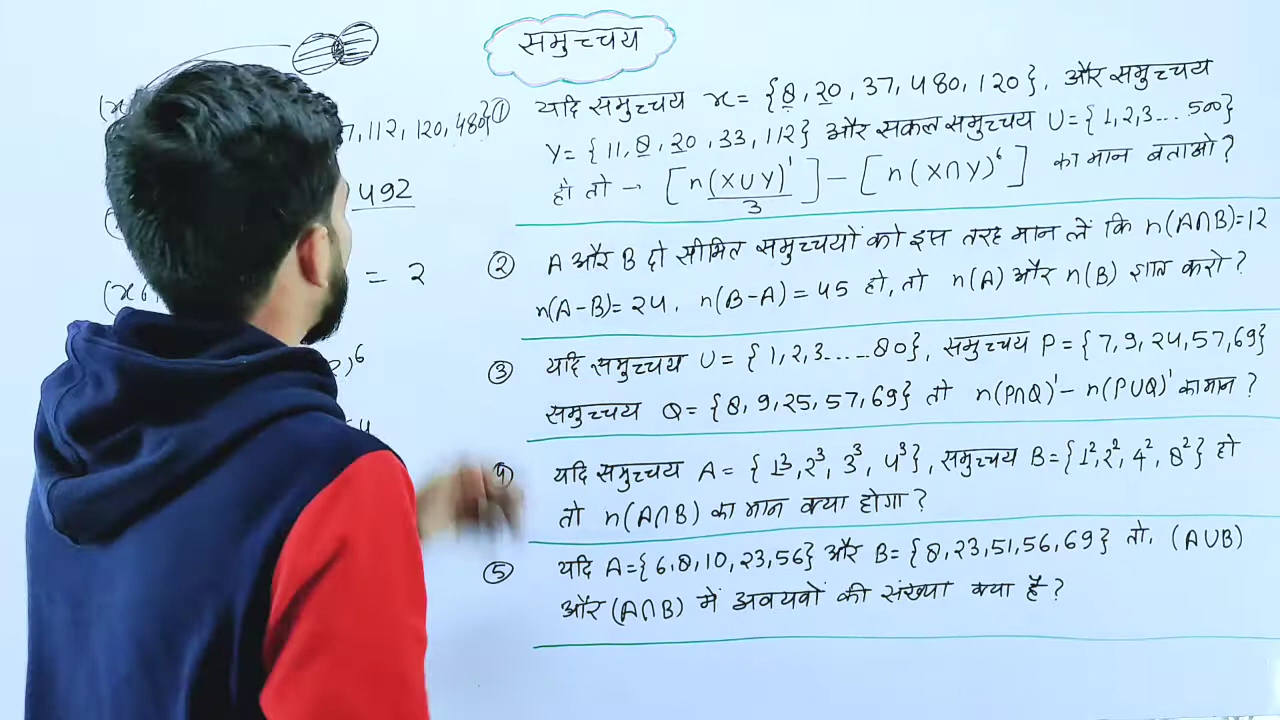 समुच्चय
① यदि समुच्चय x = {8, 20, 37, 480, 120}, और समुच्चय
Y = {11, 8, 20, 33, 112} और सकल समुच्चय U = {1,2,3... 500}
हो तो → [n(X∪Y)'/3] - [n(X∩Y)⁶] का मान बताओ?
② A और B दो सीमित समुच्चयों को इस तरह मान लें कि n(A∩B)=12
n(A-B)= 24, n(B-A) = 45 हो, तो n(A) और n(B) ज्ञात करो?
③ यदि समुच्चय U = {1,2,3.....80}, समुच्चय P = {7,9,24,57,69}
समुच्चय Q = {8, 9, 25, 57, 69} तो n(P∩Q)' - n(P∪Q)' का मान?
④ यदि समुच्चय A = {1³, 2³, 3³, 4³}, समुच्चय B = {1², 2², 4², 8²} हो
तो n(A∩B) का मान क्या होगा?
⑤ यदि A={6,8,10,23,56} और B= {8,23,51,56,69} तो, (A∪B)
और (A∩B) में अवयवों की संख्या क्या है?
, 112, 120, 480}
492
= 2
)⁶